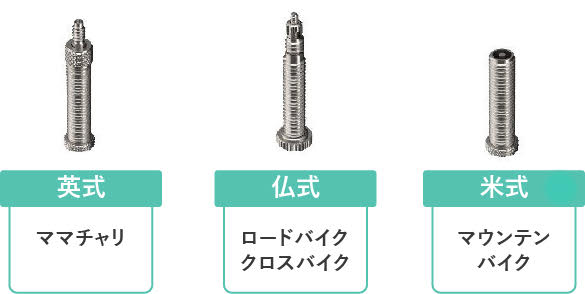 英式
仏式
米式
ママチャリ
ロードバイク
クロスバイク
マウンテン
バイク